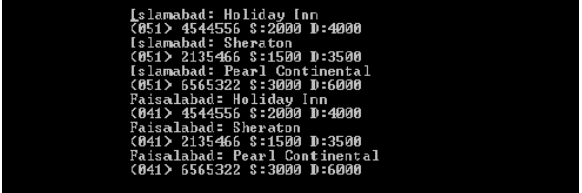 Islamabad: Holiday Inn
(051) 4544556 S:2000 D:4000
Islamabad: Sheraton
(051) 2135466 S:1500 D:3500
Islamabad: Pearl Continental
(051) 6565322 S:3000 D:6000
Faisalabad: Holiday Inn
(041) 4544556 S:2000 D:4000
Faisalabad: Sheraton
(041) 2135466 S:1500 D:3500
Faisalabad: Pearl Continental
(041) 6565322 S:3000 D:6000